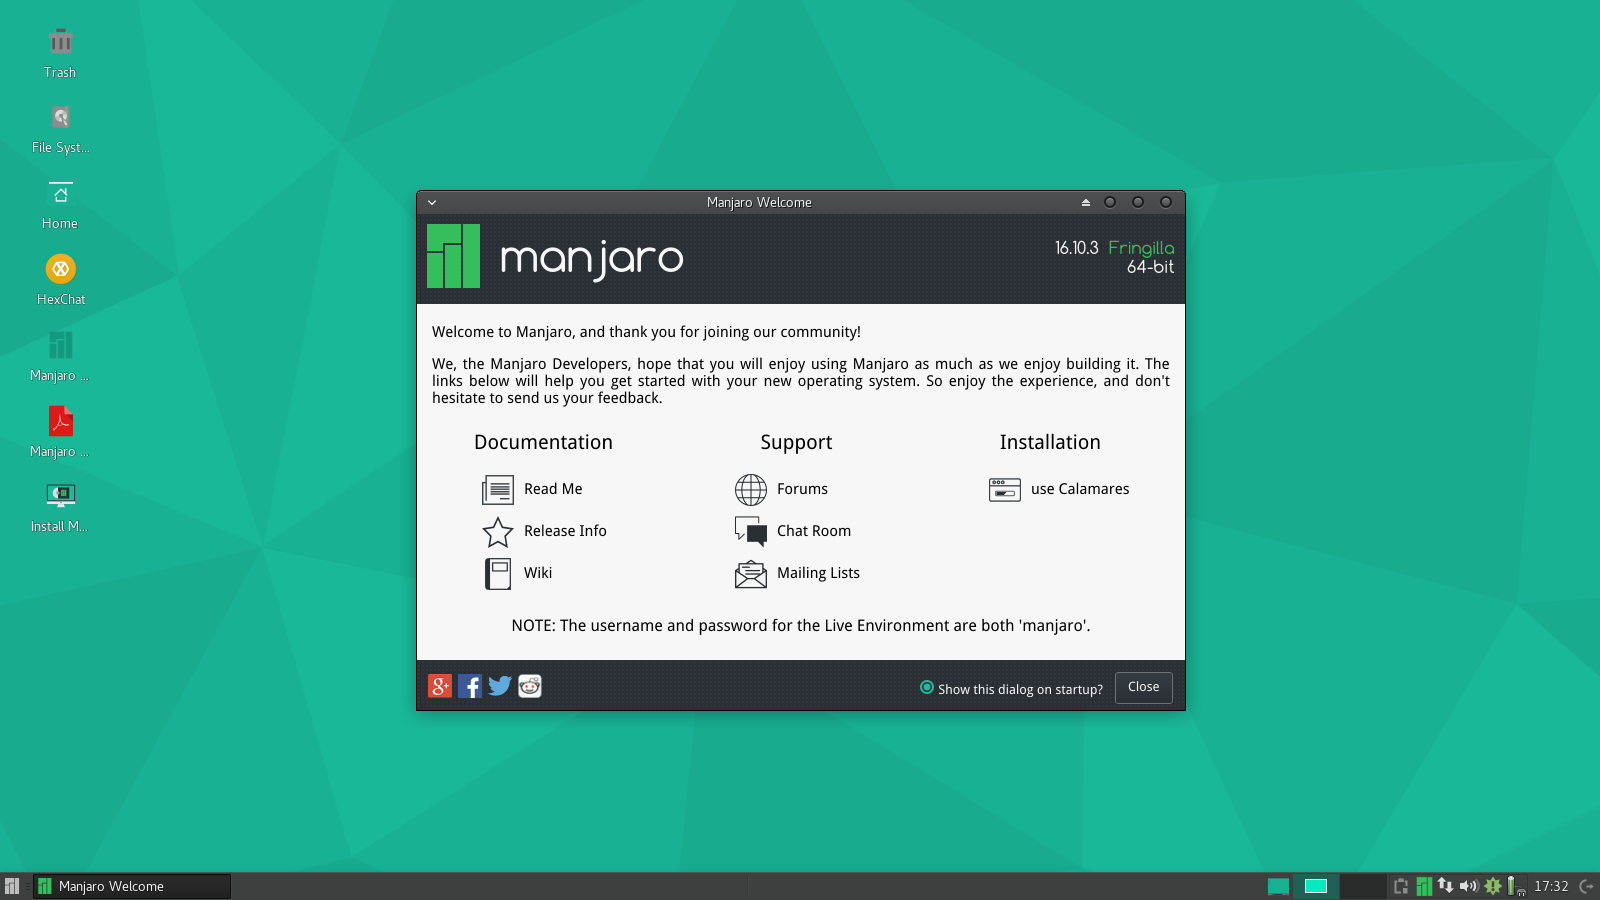 Trash
File Syst...
Home
HexChat
Manjaro ...
Manjaro ...
Install M...
Manjaro Welcome
manjaro
16.10.3 Fringilla
64-bit
Welcome to Manjaro, and thank you for joining our community!
We, the Manjaro Developers, hope that you will enjoy using Manjaro as much as we enjoy building it. The
links below will help you get started with your new operating system. So enjoy the experience, and don't
hesitate to send us your feedback.
Documentation
Read Me
Release Info
Wiki
Support
Forums
Chat Room
Mailing Lists
Installation
use Calamares
NOTE: The username and password for the Live Environment are both 'manjaro'.
g+
f
Show this dialog on startup?
Close
Manjaro Welcome
17:32